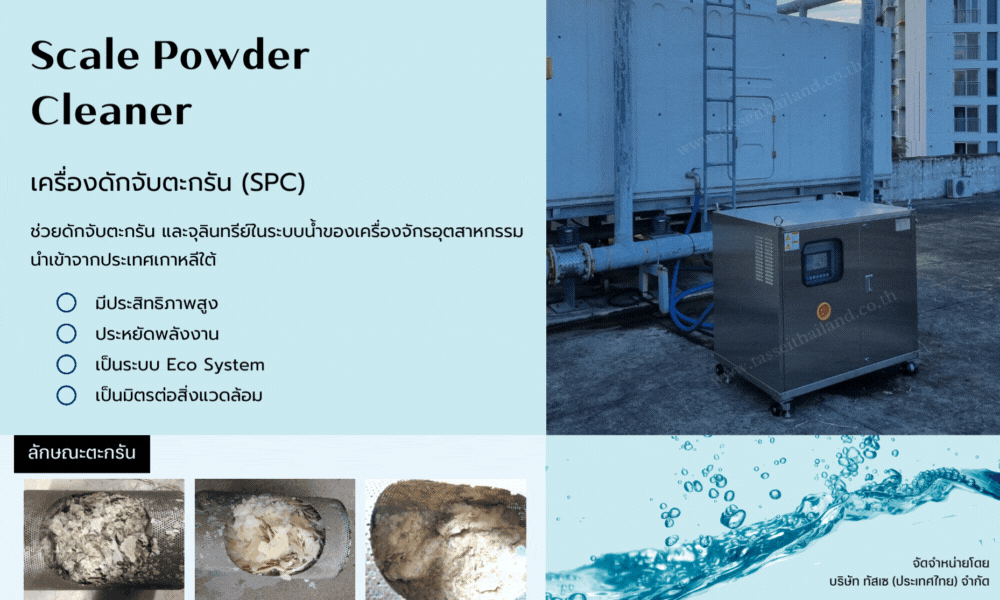 Scale Powder
Cleaner
เครื่องดักจับตะกรัน (SPC)
ช่วยดักจับตะกรัน และจุลินทรีย์ในระบบน้ำของเครื่องจักรอุตสาหกรรม
นำเข้าจากประเทศเกาหลีใต้
มีประสิทธิภาพสูง
ประหยัดพลังงาน
เป็นระบบ Eco System
เป็นมิตรต่อสิ่งแวดล้อม
ลักษณะตะกรัน
www.tasseithailand.co.th
www.tasseithailand.co.th
จัดจำหน่ายโดย
บริษัท ทัสเซ (ประเทศไทย) จำกัด